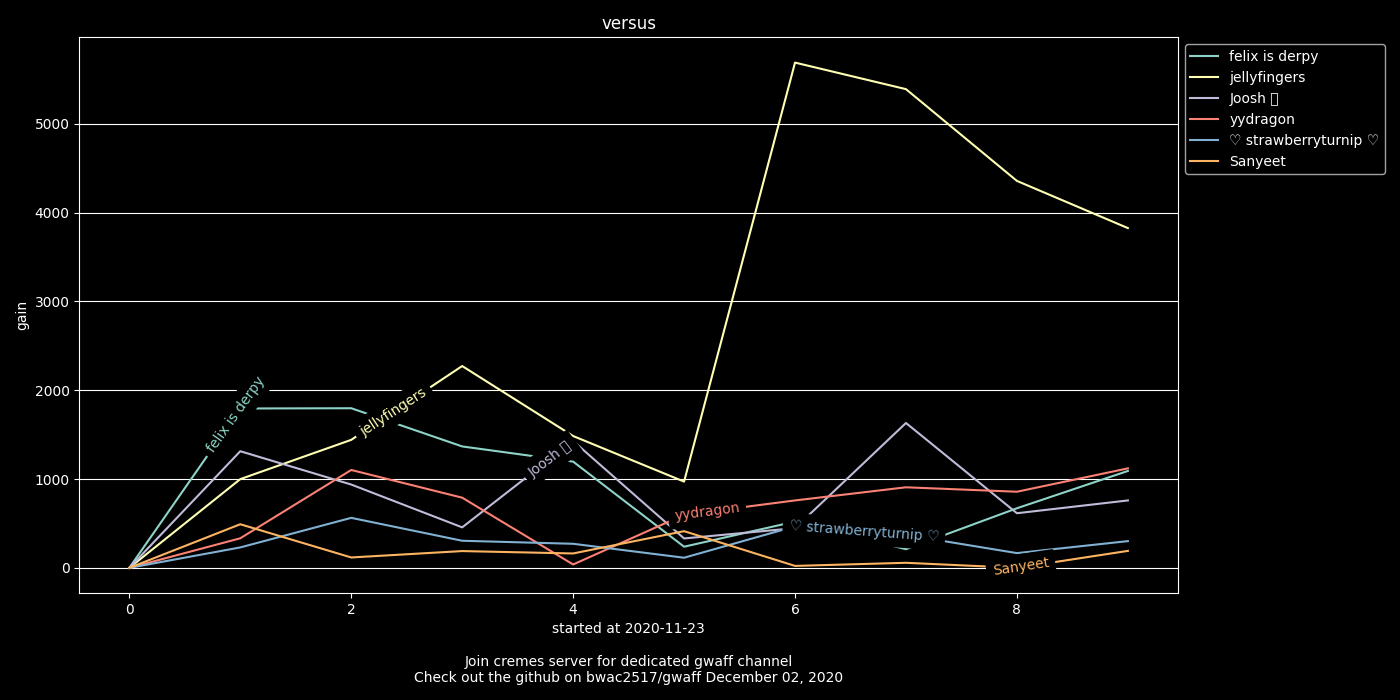 versus
felix is derpy
jellyfingers
Joosh
yydragon
♡ strawberryturnip ♡
Sanyeet
5000
4000
3000
2000
1000
0
gain
felix is derpy
jellyfingers
Joosh
yydragon
♡ strawberryturnip ♡
Sanyeet
0 2 4 6 8
started at 2020-11-23
Join cremes server for dedicated gwaff channel
Check out the github on bwac2517/gwaff December 02, 2020